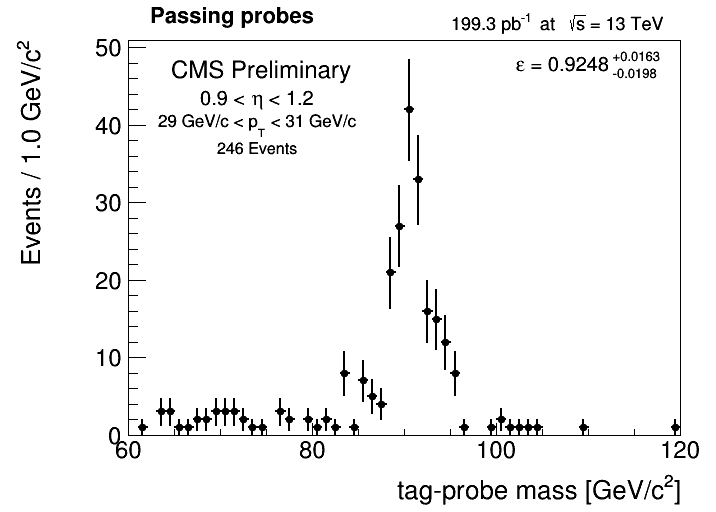 Passing probes
199.3 pb⁻¹ at √s = 13 TeV
CMS Preliminary
0.9 < η < 1.2
29 GeV/c < p_T < 31 GeV/c
246 Events
ε = 0.9248 +0.0163 -0.0198
Events / 1.0 GeV/c²
50
40
30
20
10
0
60 80 100 120
tag-probe mass [GeV/c²]